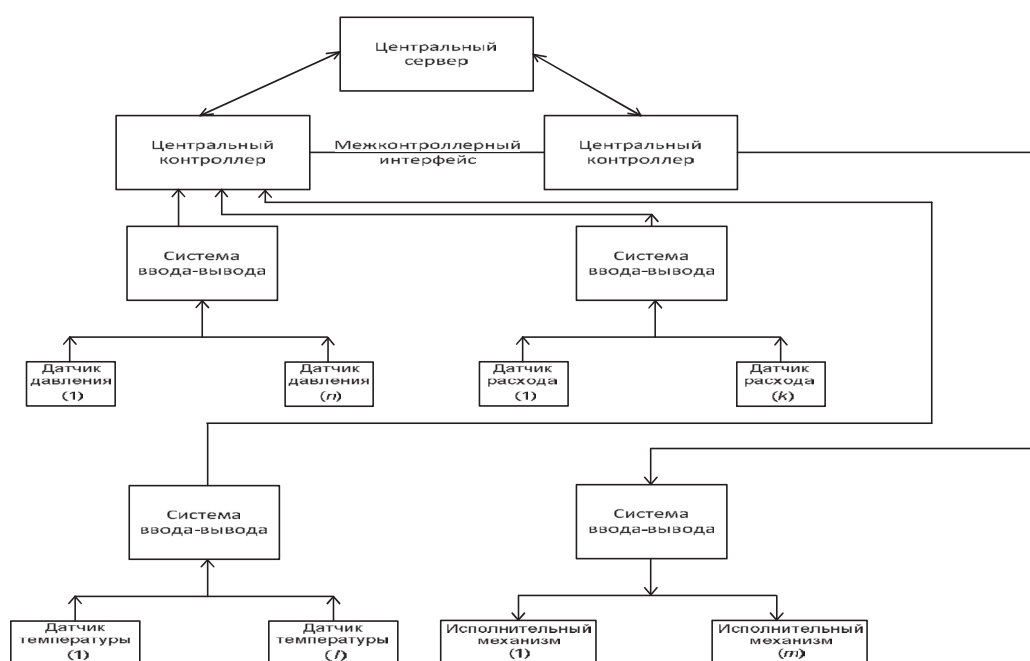 Центральный
сервер
Центральный
контроллер
Межконтроллерный
интерфейс
Центральный
контроллер
Система
ввода-вывода
Система
ввода-вывода
Датчик
давления
(1)
Датчик
давления
(n)
Датчик
расхода
(1)
Датчик
расхода
(k)
Система
ввода-вывода
Система
ввода-вывода
Датчик
температуры
(1)
Датчик
температуры
(l)
Исполнительный
механизм
(1)
Исполнительный
механизм
(m)